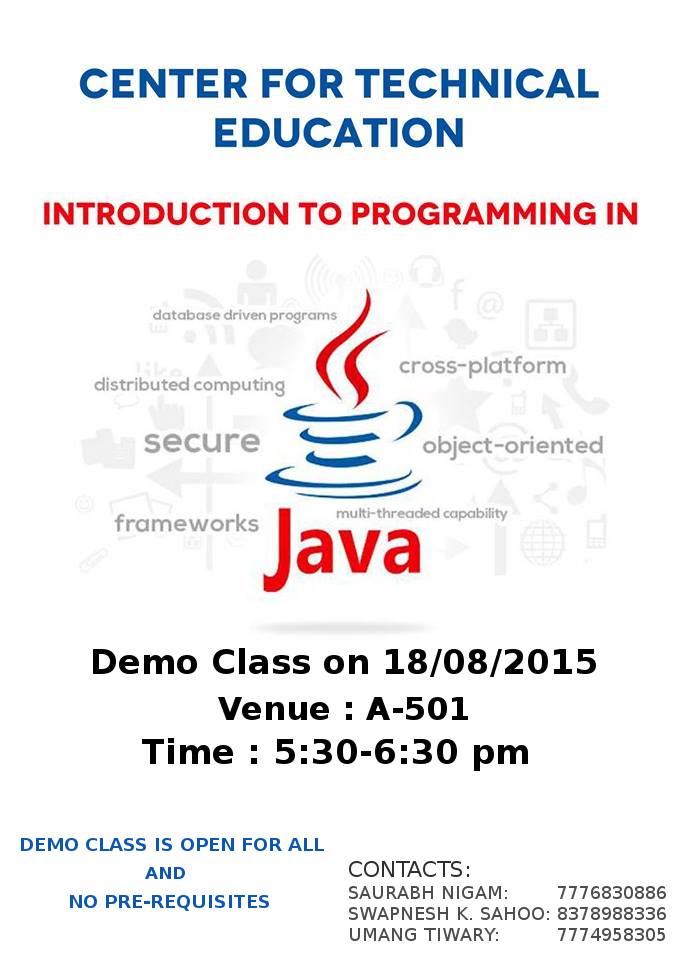 CENTER FOR TECHNICAL
EDUCATION
INTRODUCTION TO PROGRAMMING IN
database driven programs
cross-platform
distributed computing
secure
object-oriented
multi-threaded capability
frameworks
Java
Demo Class on 18/08/2015
Venue : A-501
Time : 5:30-6:30 pm
DEMO CLASS IS OPEN FOR ALL
AND
NO PRE-REQUISITES
CONTACTS:
SAURABH NIGAM: 7776830886
SWAPNESH K. SAHOO: 8378988336
UMANG TIWARY: 7774958305